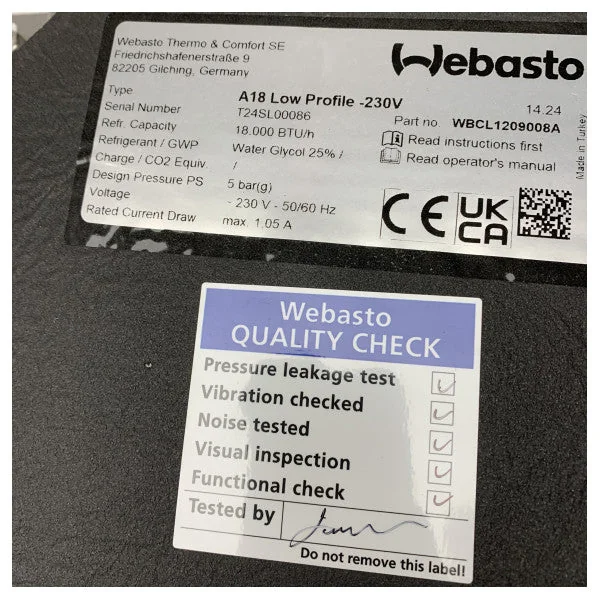 Webasto Thermo & Comfort SE
Friedrichshafenerstraße 9
82205 Gilching, Germany
Webasto
Type A18 Low Profile -230V 14.24
Serial Number T24SL00086 Part no. WBCL1209008A
Refr. Capacity 18.000 BTU/h Read instructions first
Refrigerant / GWP Water Glycol 25% / Read operator's manual
Charge / CO2 Equiv. /
Design Pressure PS 5 bar(g)
Voltage ~ 230 V - 50/60 Hz
Rated Current Draw max. 1,05 A
CE UK
CA
Made in Turkey
Webasto
QUALITY CHECK
Pressure leakage test
Vibration checked
Noise tested
Visual inspection
Functional check
Tested by
Do not remove this label!